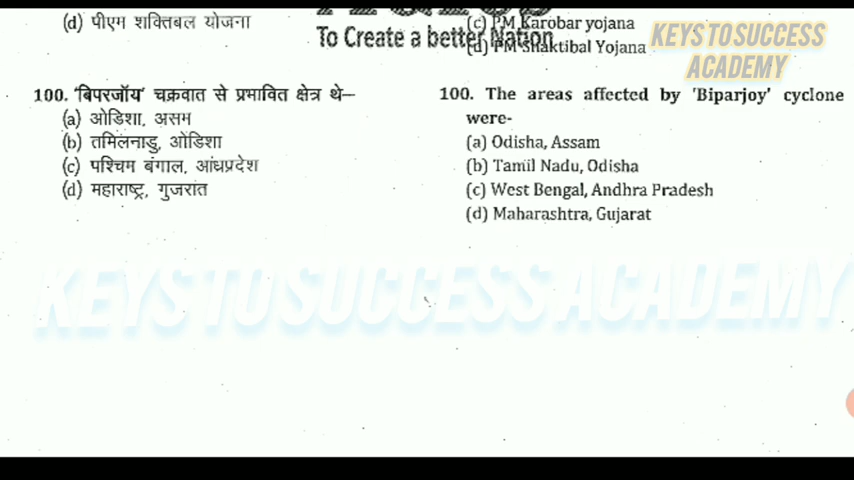 (d) पीएम शक्तिबल योजना
To Create a better Nation
(c) PM Karobar yojana
(d) PM Shaktibal Yojana
KEYS TO SUCCESS
ACADEMY
100. 'बिपरजॉय' चक्रवात से प्रभावित क्षेत्र थे–
(a) ओडिशा, असम
(b) तमिलनाडु, ओडिशा
(c) पश्चिम बंगाल, आंधप्रदेश
(d) महाराष्ट्र, गुजरांत
100. The areas affected by 'Biparjoy' cyclone
were-
(a) Odisha, Assam
(b) Tamil Nadu, Odisha
(c) West Bengal, Andhra Pradesh
(d) Maharashtra, Gujarat
KEYS TO SUCCESS ACADEMY